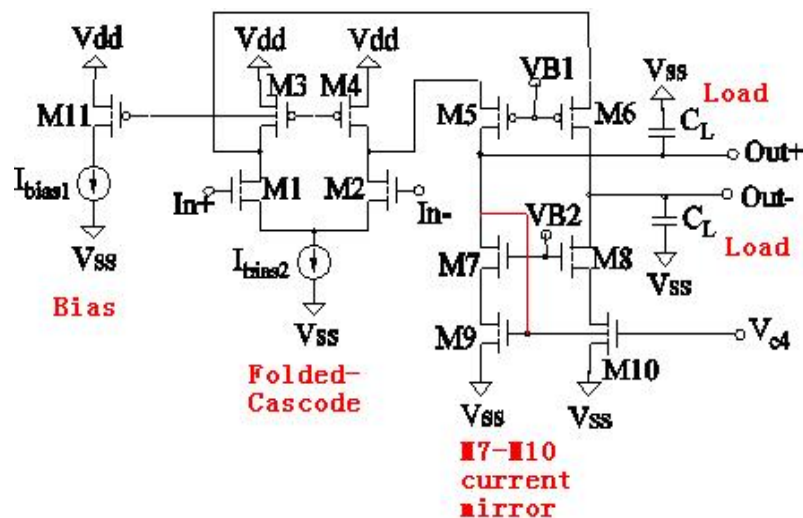 Vdd
Vdd
Vdd
M3
M4
VB1
Vss
Load
M11
M5
M6
CL
Out+
Ibias1
In+
M1
M2
In-
VB2
Out-
CL
Load
Vss
Ibias2
M7
M8
Vss
Bias
Vss
M9
Vc4
M10
Folded-
Cascode
Vss
Vss
M7-M10
current
mirror